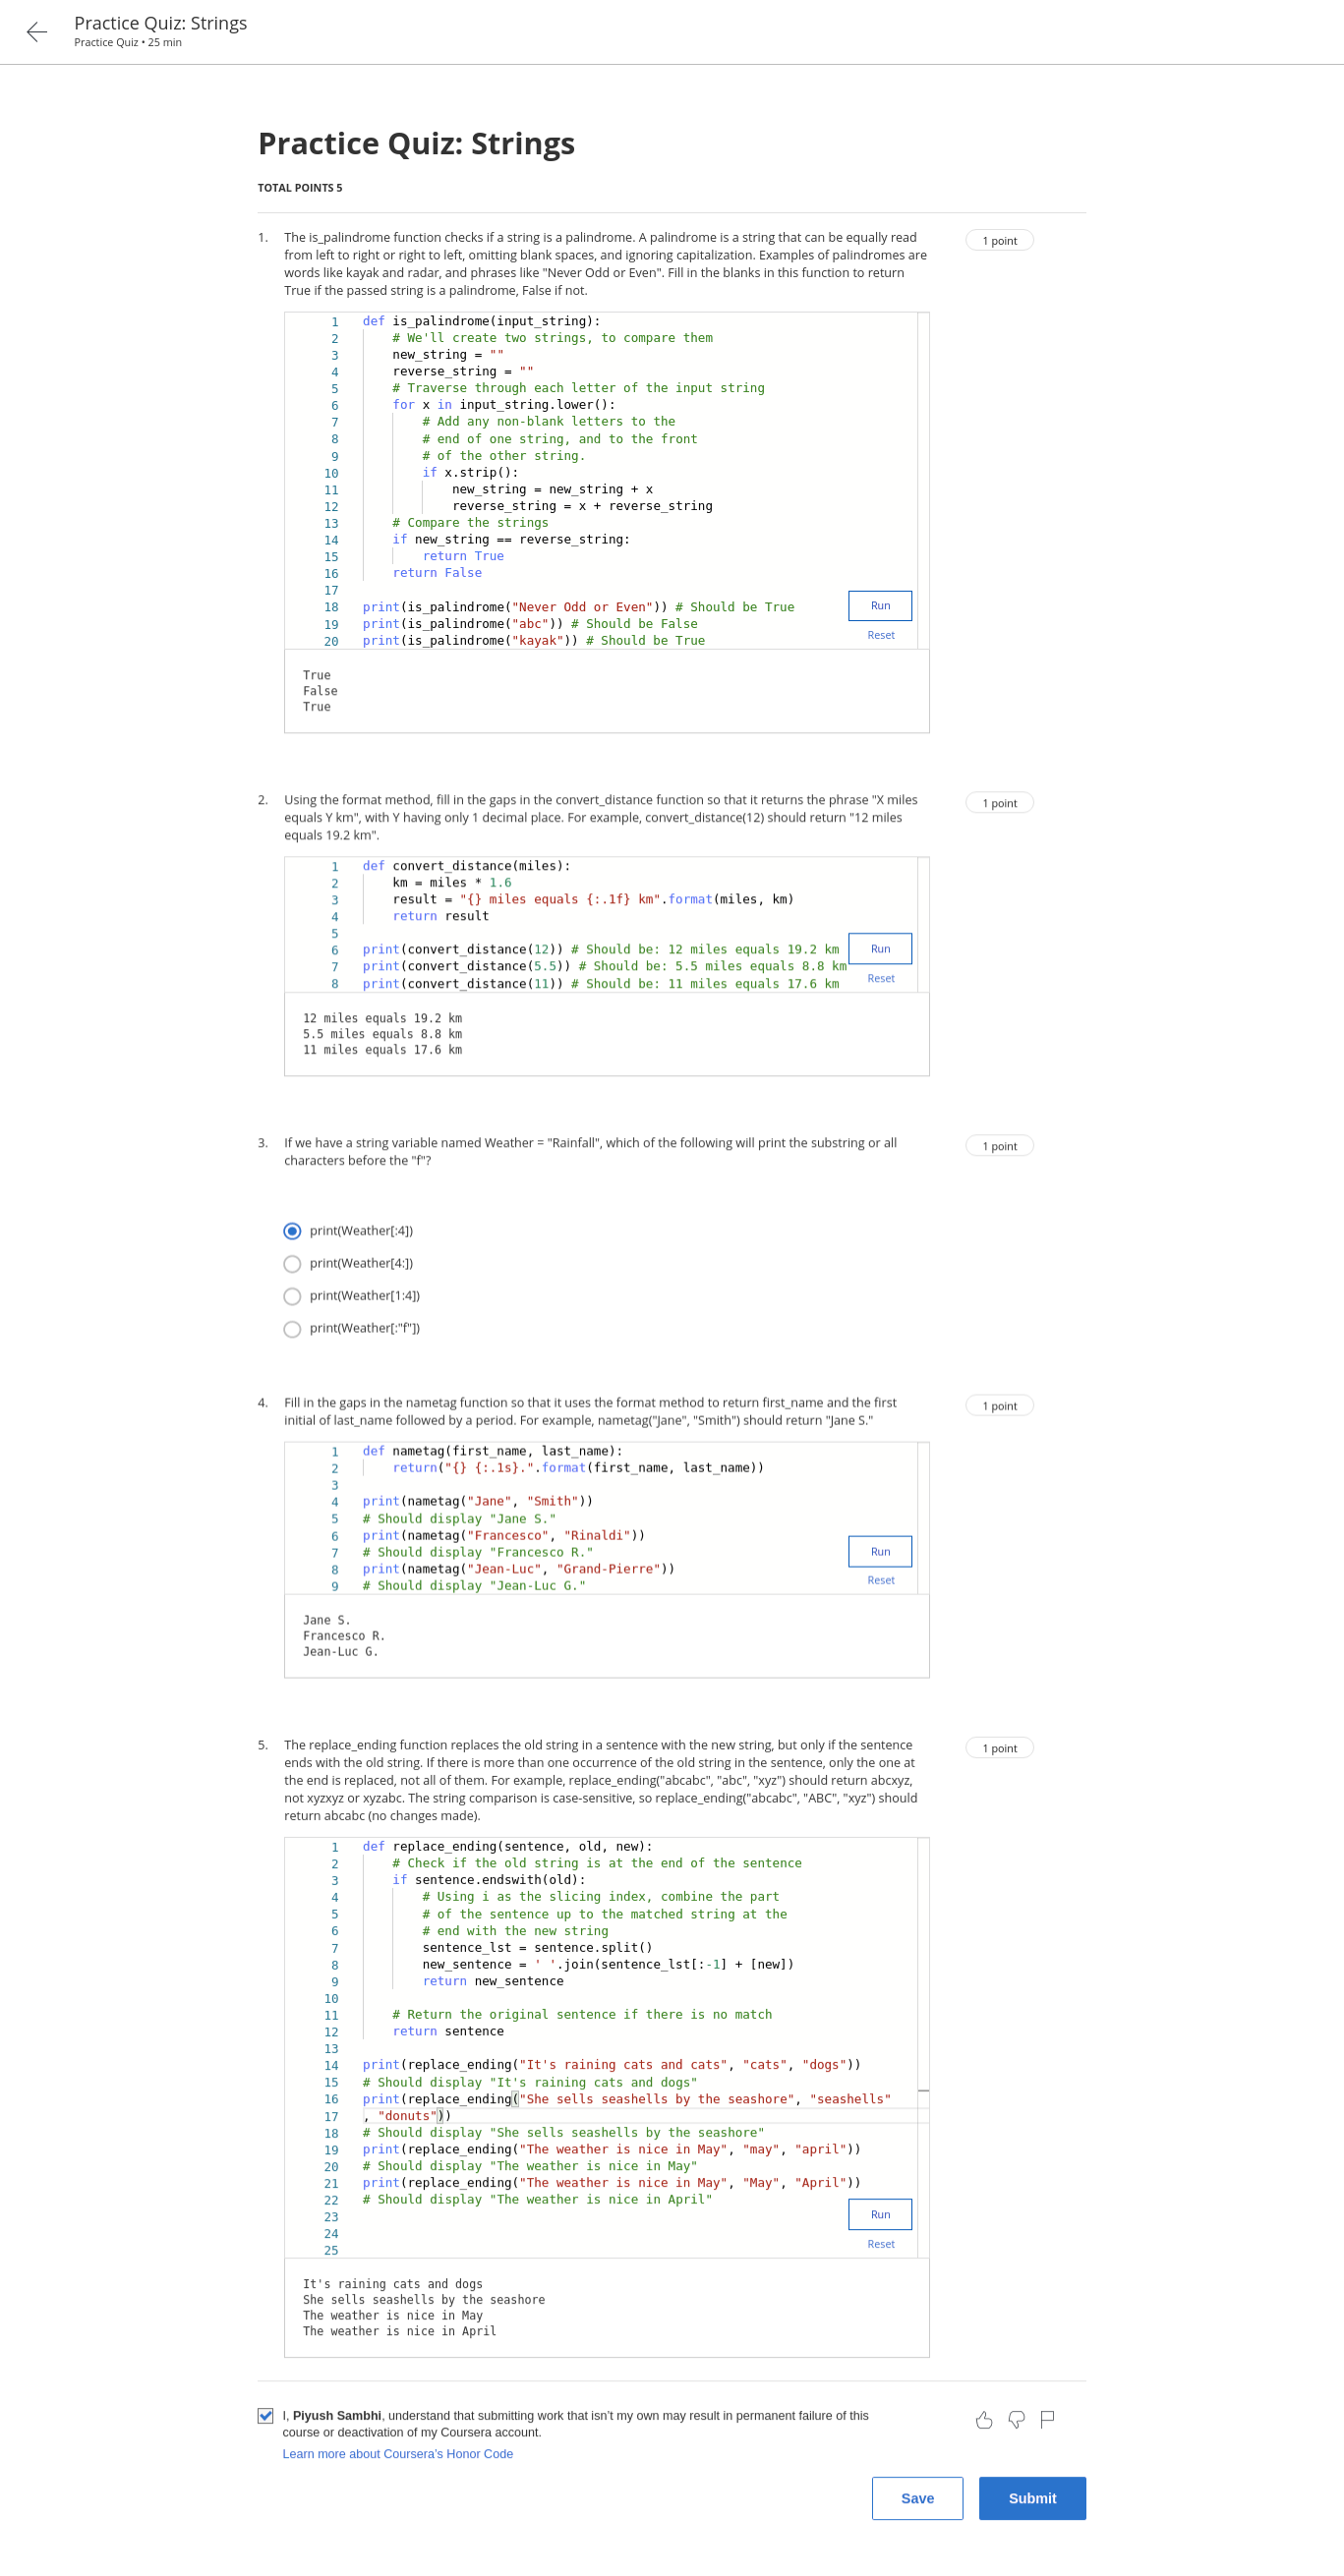 Practice Quiz: Strings
Practice Quiz • 25 min
Practice Quiz: Strings
TOTAL POINTS 5
1. The is_palindrome function checks if a string is a palindrome. A palindrome is a string that can be equally read
from left to right or right to left, omitting blank spaces, and ignoring capitalization. Examples of palindromes are
words like kayak and radar, and phrases like "Never Odd or Even". Fill in the blanks in this function to return
True if the passed string is a palindrome, False if not.
1 point
1 def is_palindrome(input_string):
2     # We'll create two strings, to compare them
3     new_string = ""
4     reverse_string = ""
5     # Traverse through each letter of the input string
6     for x in input_string.lower():
7         # Add any non-blank letters to the
8         # end of one string, and to the front
9         # of the other string.
10         if x.strip():
11             new_string = new_string + x
12             reverse_string = x + reverse_string
13     # Compare the strings
14     if new_string == reverse_string:
15         return True
16     return False
17
18 print(is_palindrome("Never Odd or Even")) # Should be True
19 print(is_palindrome("abc")) # Should be False
20 print(is_palindrome("kayak")) # Should be True
Run
Reset
True
False
True
2. Using the format method, fill in the gaps in the convert_distance function so that it returns the phrase "X miles
equals Y km", with Y having only 1 decimal place. For example, convert_distance(12) should return "12 miles
equals 19.2 km".
1 point
1 def convert_distance(miles):
2     km = miles * 1.6
3     result = "{} miles equals {:.1f} km".format(miles, km)
4     return result
5
6 print(convert_distance(12)) # Should be: 12 miles equals 19.2 km
7 print(convert_distance(5.5)) # Should be: 5.5 miles equals 8.8 km
8 print(convert_distance(11)) # Should be: 11 miles equals 17.6 km
Run
Reset
12 miles equals 19.2 km
5.5 miles equals 8.8 km
11 miles equals 17.6 km
3. If we have a string variable named Weather = "Rainfall", which of the following will print the substring or all
characters before the "f"?
1 point
print(Weather[:4])
print(Weather[4:])
print(Weather[1:4])
print(Weather[:"f"])
4. Fill in the gaps in the nametag function so that it uses the format method to return first_name and the first
initial of last_name followed by a period. For example, nametag("Jane", "Smith") should return "Jane S."
1 point
1 def nametag(first_name, last_name):
2     return("{} {:.1s}.".format(first_name, last_name))
3
4 print(nametag("Jane", "Smith"))
5 # Should display "Jane S."
6 print(nametag("Francesco", "Rinaldi"))
7 # Should display "Francesco R."
8 print(nametag("Jean-Luc", "Grand-Pierre"))
9 # Should display "Jean-Luc G."
Run
Reset
Jane S.
Francesco R.
Jean-Luc G.
5. The replace_ending function replaces the old string in a sentence with the new string, but only if the sentence
ends with the old string. If there is more than one occurrence of the old string in the sentence, only the one at
the end is replaced, not all of them. For example, replace_ending("abcabc", "abc", "xyz") should return abcxyz,
not xyzxyz or xyzabc. The string comparison is case-sensitive, so replace_ending("abcabc", "ABC", "xyz") should
return abcabc (no changes made).
1 point
1 def replace_ending(sentence, old, new):
2     # Check if the old string is at the end of the sentence
3     if sentence.endswith(old):
4         # Using i as the slicing index, combine the part
5         # of the sentence up to the matched string at the
6         # end with the new string
7         sentence_lst = sentence.split()
8         new_sentence = ' '.join(sentence_lst[:-1] + [new])
9         return new_sentence
10
11     # Return the original sentence if there is no match
12     return sentence
13
14 print(replace_ending("It's raining cats and cats", "cats", "dogs"))
15 # Should display "It's raining cats and dogs"
16 print(replace_ending("She sells seashells by the seashore", "seashells"
17 , "donuts"))
18 # Should display "She sells seashells by the seashore"
19 print(replace_ending("The weather is nice in May", "may", "april"))
20 # Should display "The weather is nice in May"
21 print(replace_ending("The weather is nice in May", "May", "April"))
22 # Should display "The weather is nice in April"
23
24
25
Run
Reset
It's raining cats and dogs
She sells seashells by the seashore
The weather is nice in May
The weather is nice in April
I, Piyush Sambhi, understand that submitting work that isn't my own may result in permanent failure of this
course or deactivation of my Coursera account.
Learn more about Coursera's Honor Code
Save
Submit